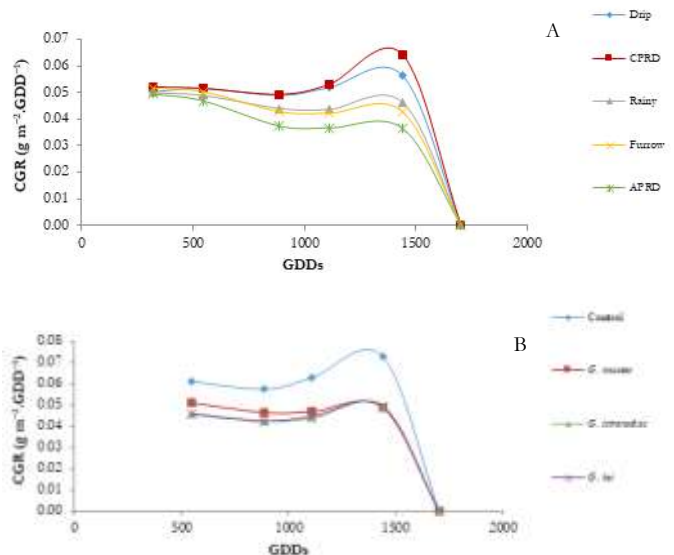 A
Drip
CPRD
Rainy
Furrow
APRD
CGR (g m⁻².GDD⁻¹)
0.07
0.06
0.05
0.04
0.03
0.02
0.01
0.00
0
500
1000
1500
2000
GDDs
B
Control
G.
G.
G.
CGR (g m⁻².GDD⁻¹)
0.08
0.07
0.06
0.05
0.04
0.03
0.02
0.01
0.00
0
500
1000
1500
2000
GDDs